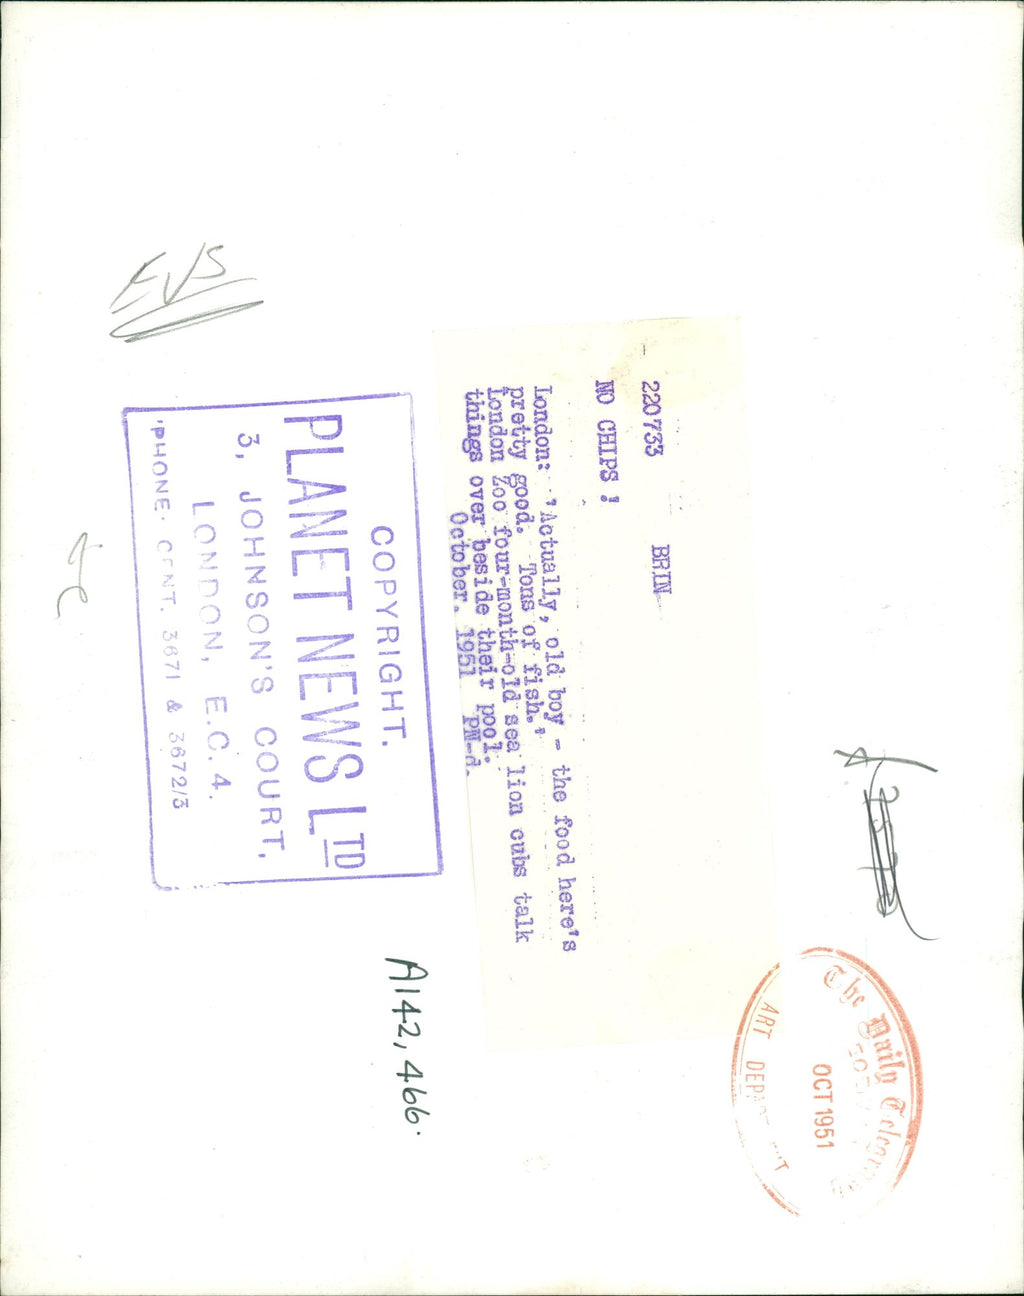 220733 BRIN
NO CHIPS :
London: 'Actually, old boy - the food here's
pretty good. Tons of fish.'
London Zoo four-month-old sea lion cubs talk
things over beside their pool.
October. 1951 PN-d.
COPYRIGHT.
PLANET NEWS LTD
3, JOHNSON'S COURT,
LONDON, E.C.4.
'PHONE· CENT. 3671 & 3672/3
A142,466.
The Daily Telegraph
OCT 1951
ART DEPARTMENT